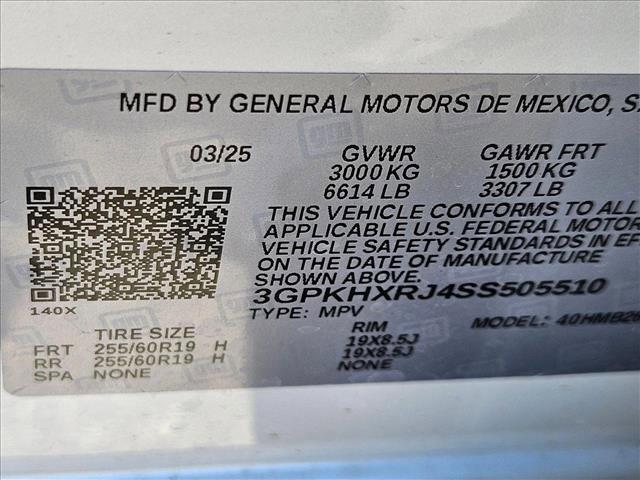 MFD BY GENERAL MOTORS DE MEXICO, S.
03/25 GVWR GAWR FRT
3000 KG 1500 KG
6614 LB 3307 LB
THIS VEHICLE CONFORMS TO ALL
APPLICABLE U.S. FEDERAL MOTOR
VEHICLE SAFETY STANDARDS IN EF
ON THE DATE OF MANUFACTURE
SHOWN ABOVE.
3GPKHXRJ4SS505510
140X
TYPE: MPV 40HMB26
TIRE SIZE RIM
FRT 255/60R19 H 19X8.5J
RR 255/60R19 H 19X8.5J
SPA NONE NONE